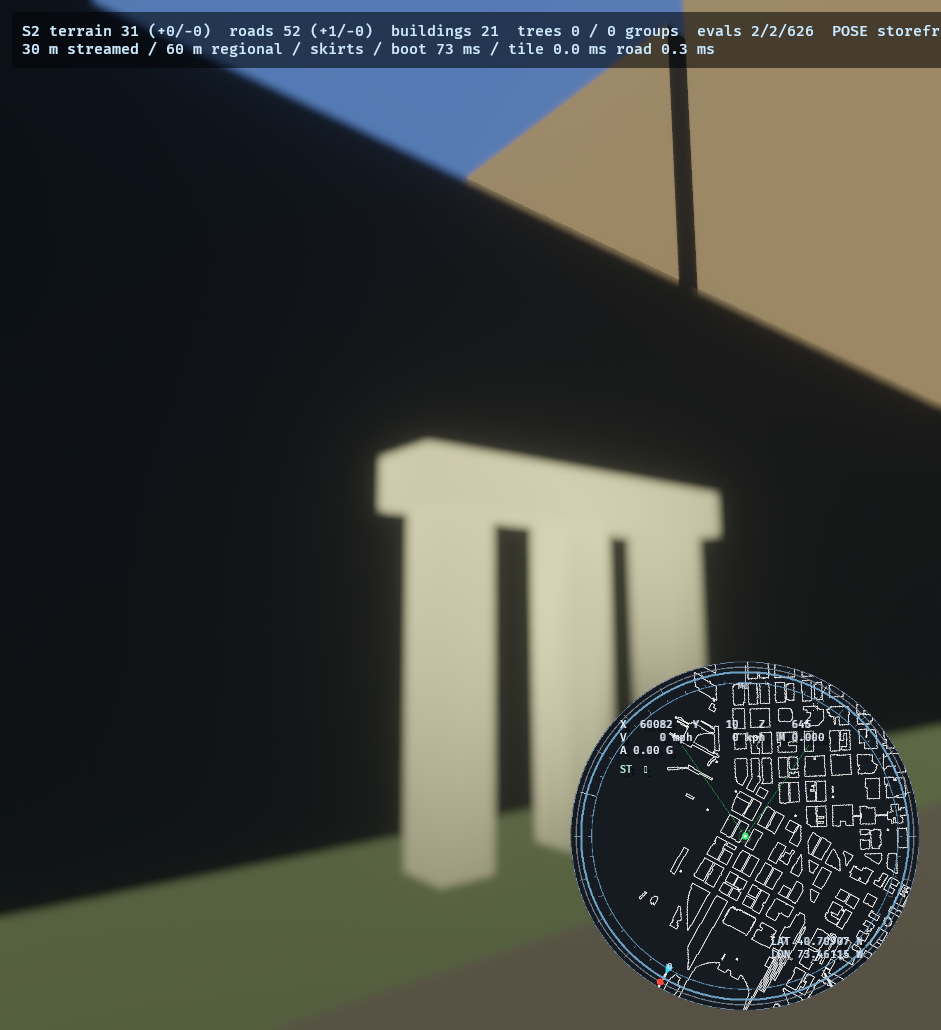 S2 terrain 31 (+0/-0) roads 52 (+1/-0) buildings 21 trees 0 / 0 groups evals 2/2/626 POSE storefr
30 m streamed / 60 m regional / skirts / boot 73 ms / tile 0.0 ms road 0.3 ms
X 60082 Y 10 Z 645
V 0 mph 0 kph M 0.000
A 0.00 G
ST
LAT 40.70907 N
LON 73.46115 W